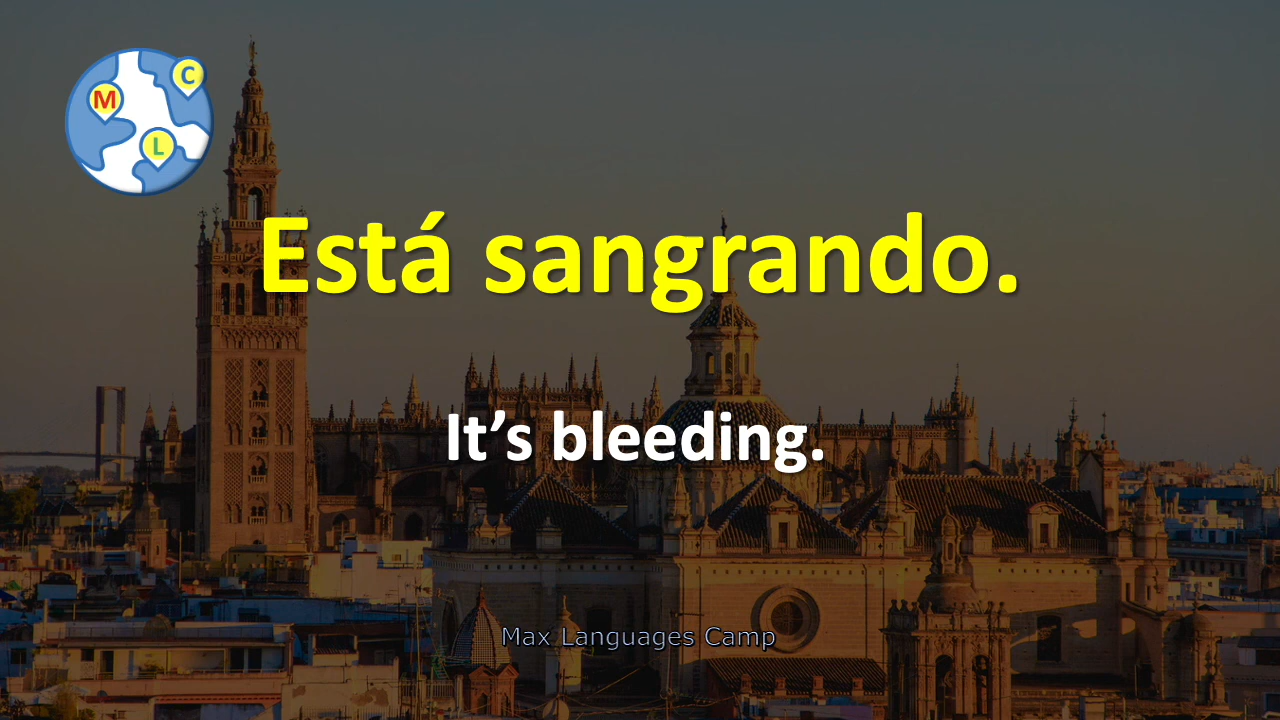 M
C
L
Está sangrando.
It’s bleeding.
Max Languages Camp